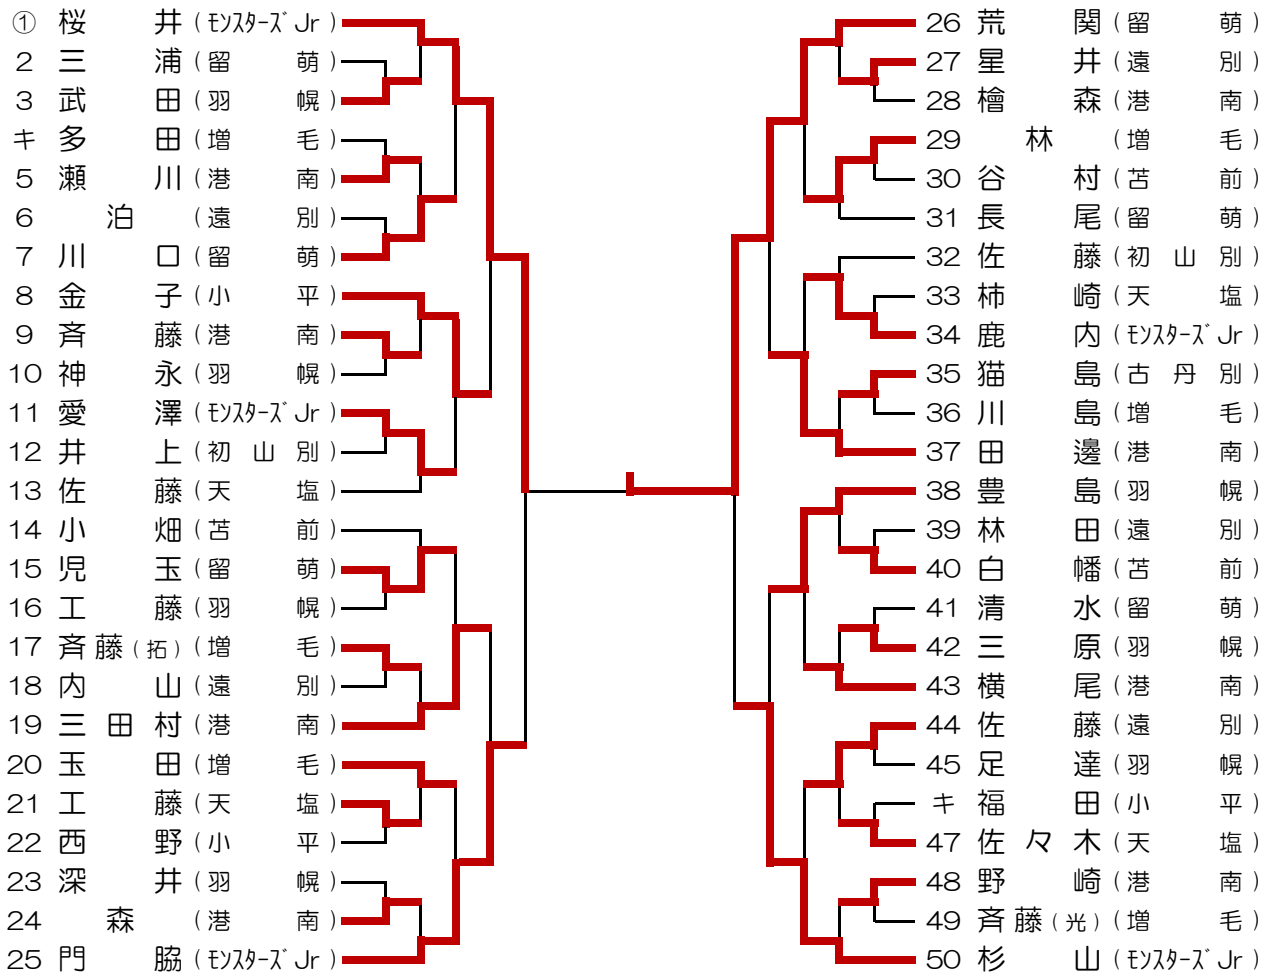 ① 桜井 (モンスターズJr)
2 三浦 (留萌)
3 武田 (羽幌)
キ 多田 (増毛)
5 瀬川 (港南)
6 泊 (遠別)
7 川口 (留萌)
8 金子 (小平)
9 斉藤 (港南)
10 神永 (羽幌)
11 愛澤 (モンスターズJr)
12 井上 (初山別)
13 佐藤 (天塩)
14 小畑 (苫前)
15 児玉 (留萌)
16 工藤 (羽幌)
17 斉藤(拓) (増毛)
18 内山 (遠別)
19 三田村 (港南)
20 玉田 (増毛)
21 工藤 (天塩)
22 西野 (小平)
23 深井 (羽幌)
24 森 (港南)
25 門脇 (モンスターズJr)
26 荒関 (留萌)
27 星井 (遠別)
28 檜森 (港南)
29 林 (増毛)
30 谷村 (苫前)
31 長尾 (留萌)
32 佐藤 (初山別)
33 柿崎 (天塩)
34 鹿内 (モンスターズJr)
35 猫島 (古丹別)
36 川島 (増毛)
37 田邊 (港南)
38 豊島 (羽幌)
39 林田 (遠別)
40 白幡 (苫前)
41 清水 (留萌)
42 三原 (羽幌)
43 横尾 (港南)
44 佐藤 (遠別)
45 足達 (羽幌)
キ 福田 (小平)
47 佐々木 (天塩)
48 野崎 (港南)
49 斉藤(光) (増毛)
50 杉山 (モンスターズJr)